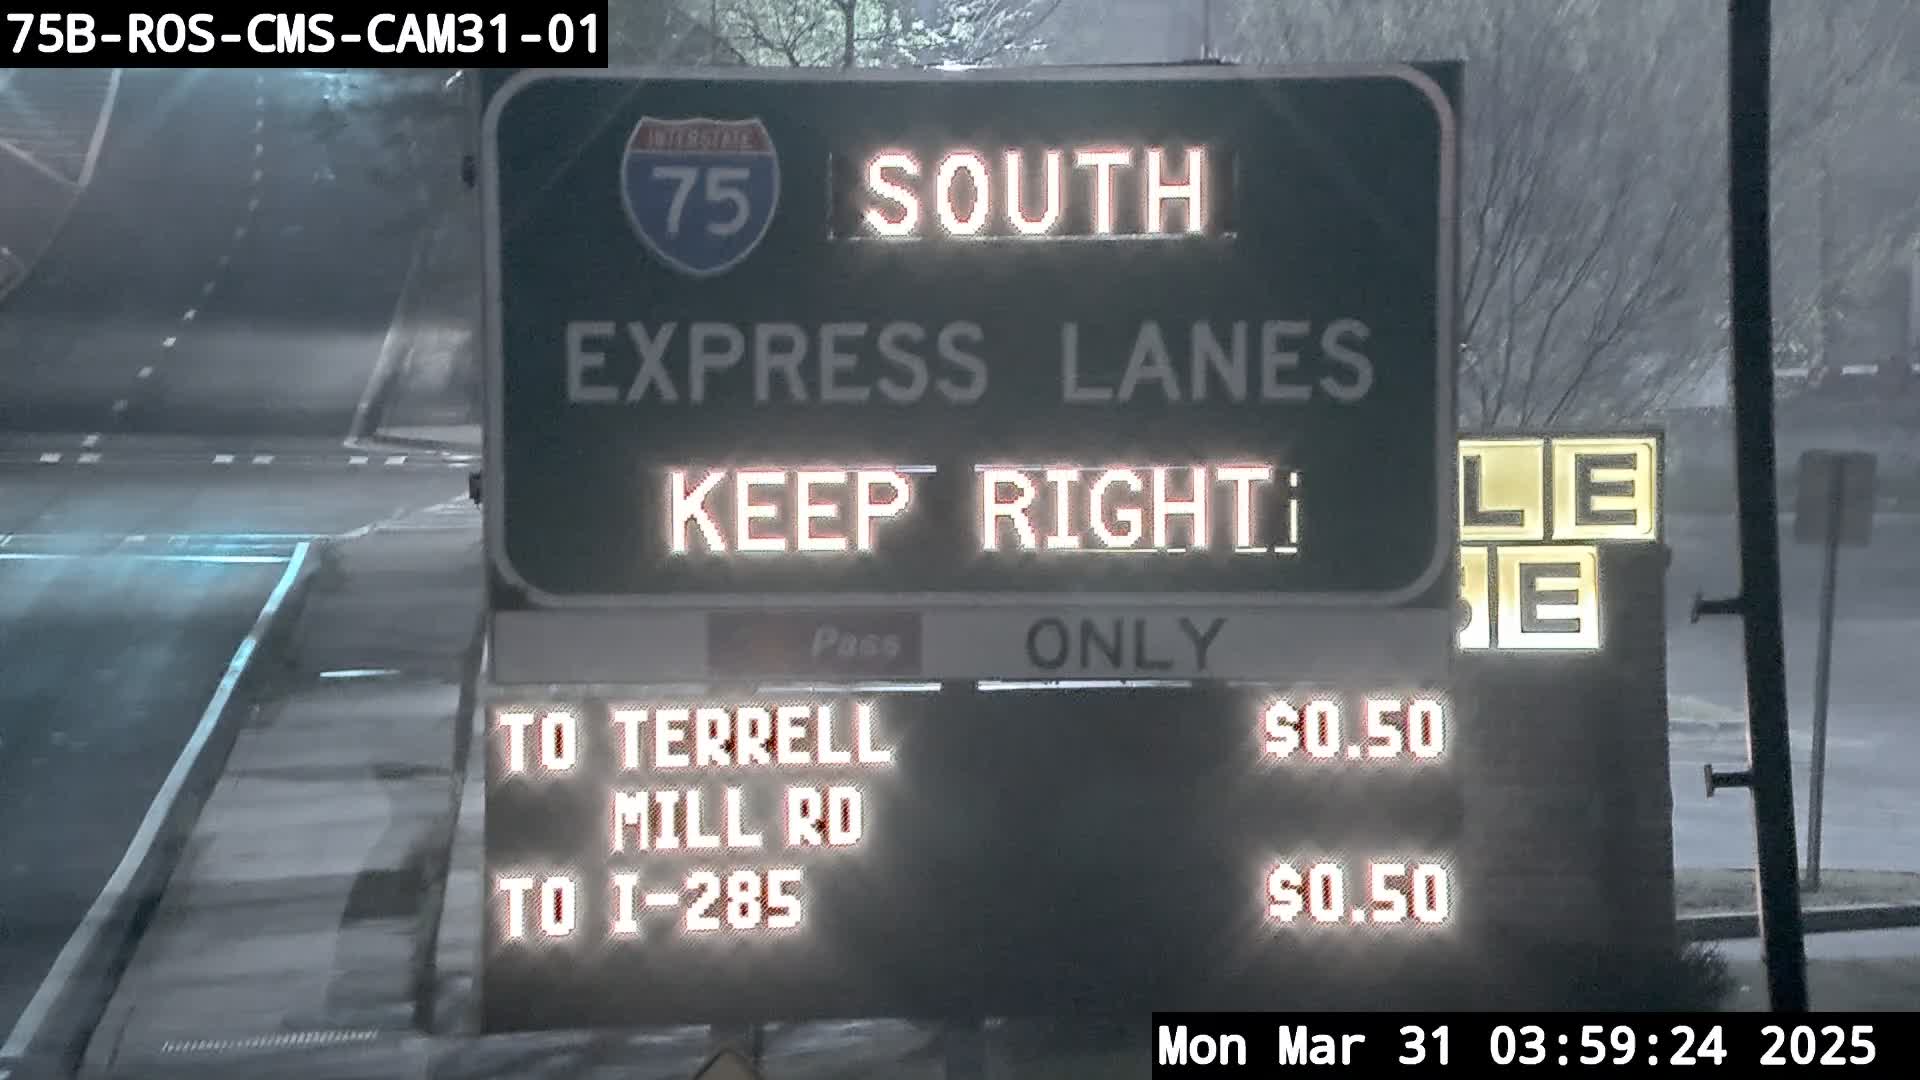 75B-ROS-CMS-CAM31-01
INTERSTATE
75
SOUTH
EXPRESS LANES
KEEP RIGHT
Pass ONLY
TO TERRELL $0.50
MILL RD
TO I-285 $0.50
LE
E
Mon Mar 31 03:59:24 2025